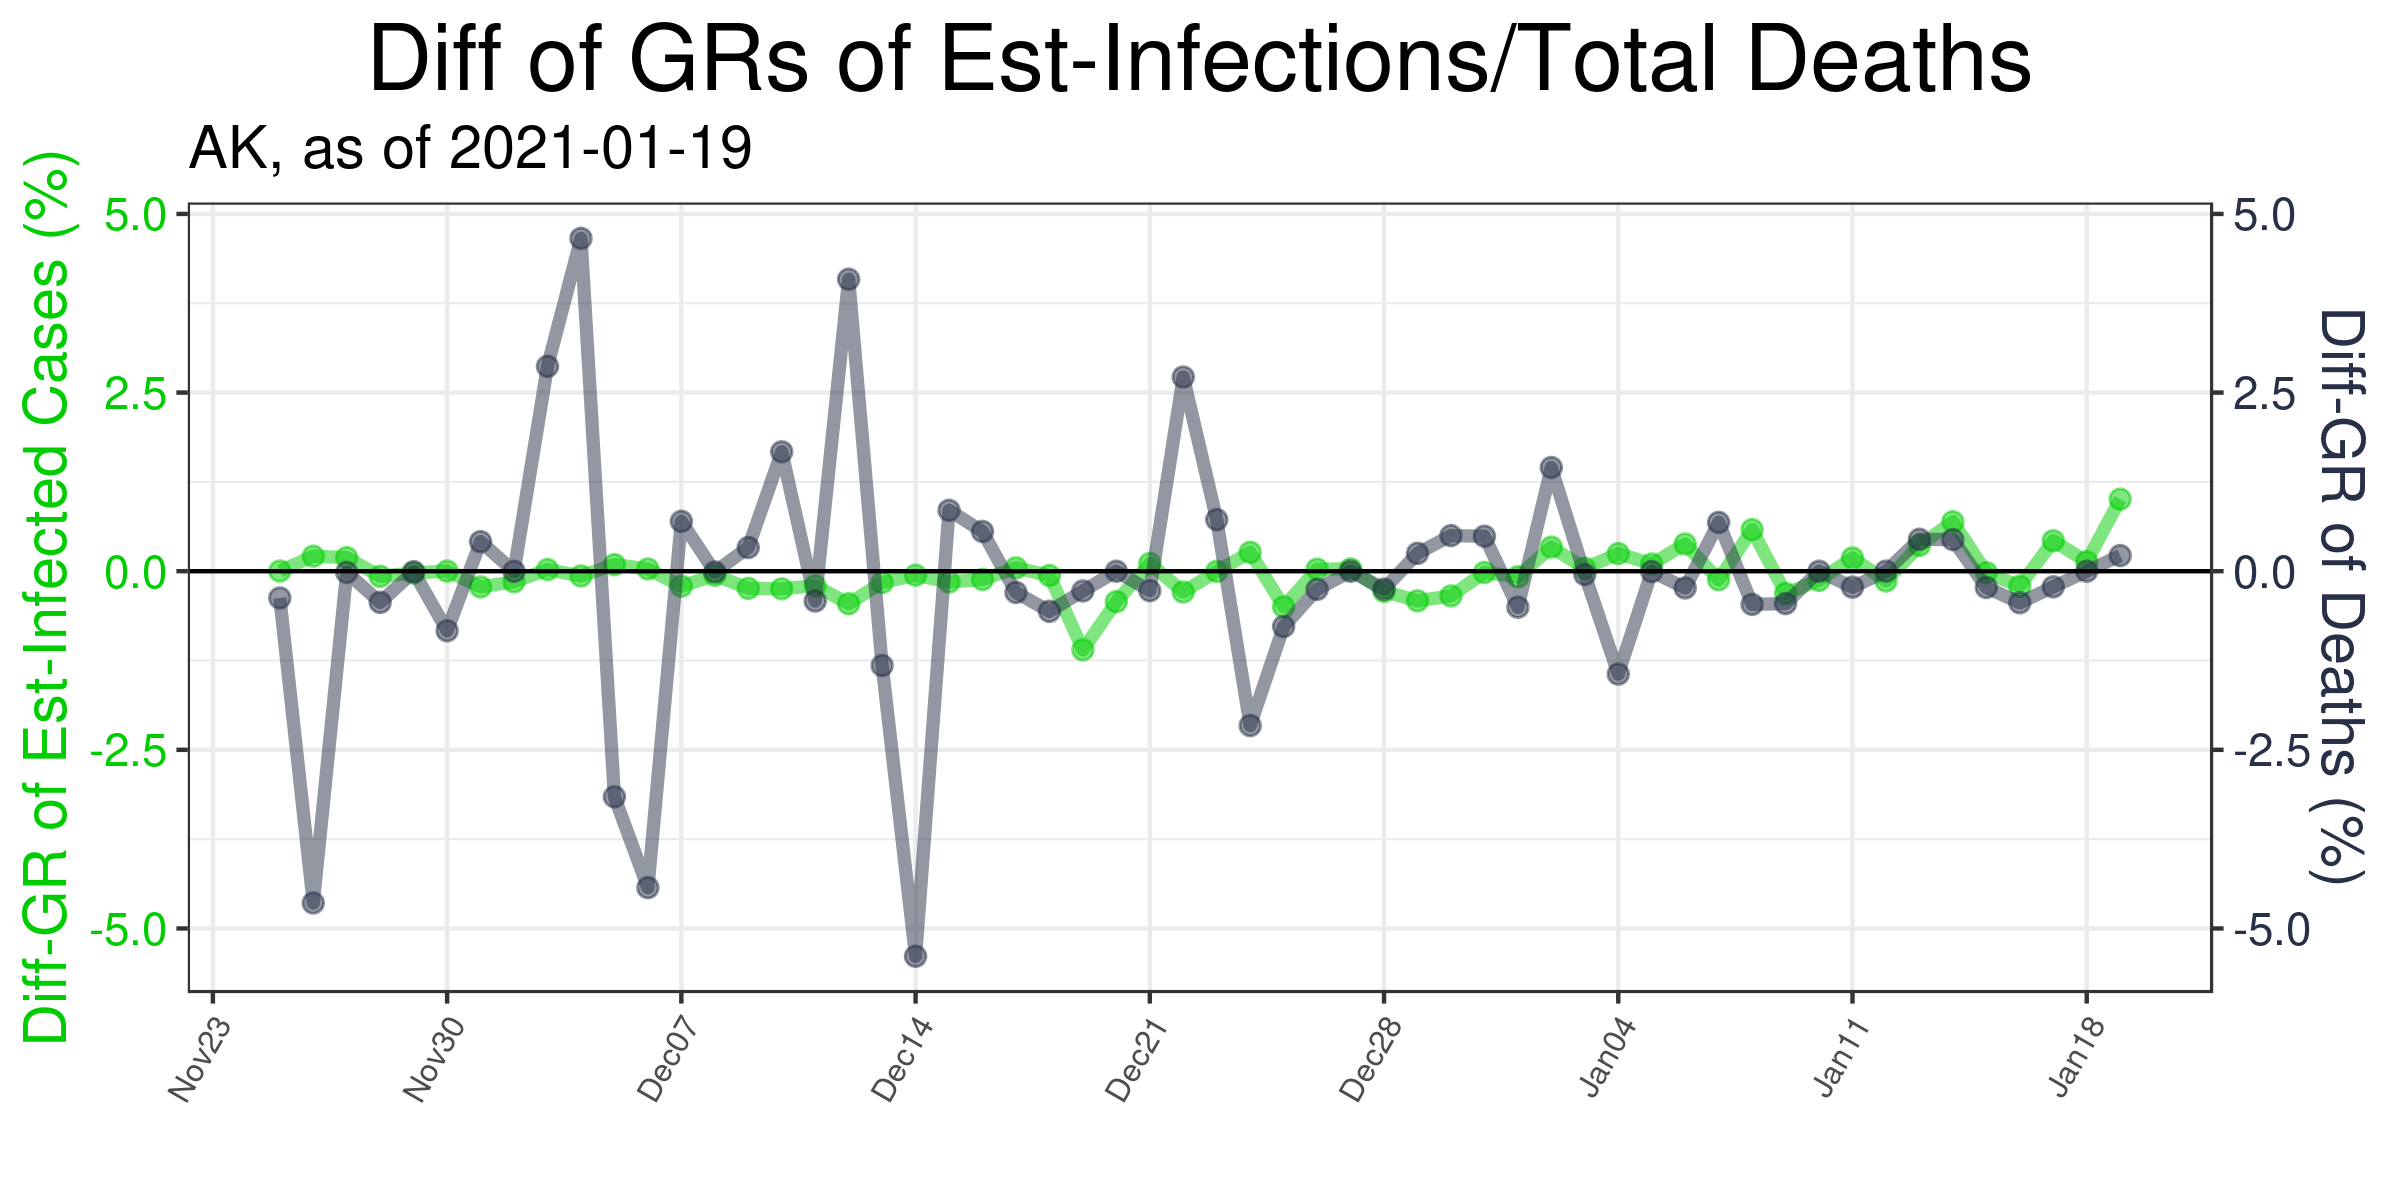 Diff of GRs of Est-Infections/Total Deaths
AK, as of 2021-01-19
Diff-GR of Est-Infected Cases (%)
5.0
2.5
0.0
-2.5
-5.0
5.0
2.5
0.0
-2.5
-5.0
Diff-GR of Deaths (%)
Nov23
Nov30
Dec07
Dec14
Dec21
Dec28
Jan04
Jan11
Jan18